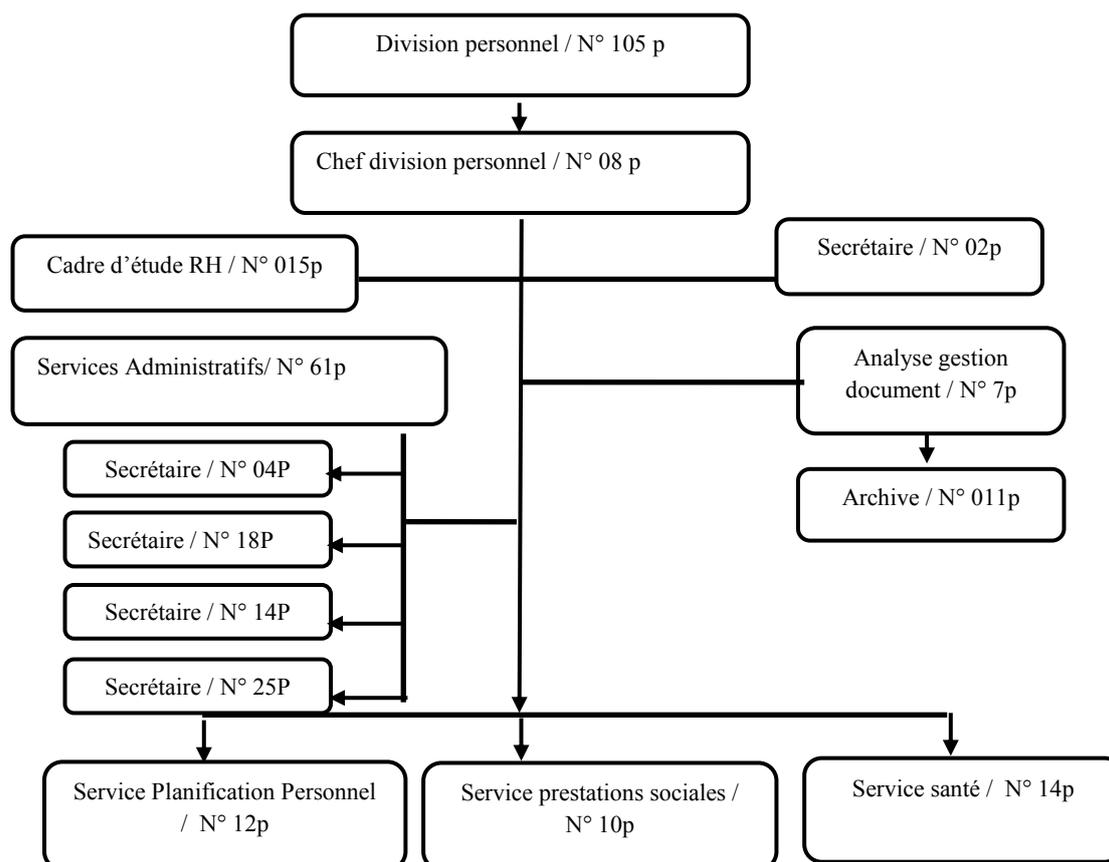 Division personnel / N° 105 p
Chef division personnel / N° 08 p
Cadre d'étude RH / N° 015p
Secrétaire / N° 02p
Services Administratifs/ N° 61p
Analyse gestion
document / N° 7p
Secrétaire / N° 04P
Archive / N° 011p
Secrétaire / N° 18P
Secrétaire / N° 14P
Secrétaire / N° 25P
Service Planification Personnel
/ N° 12p
Service prestations sociales /
N° 10p
Service santé / N° 14p